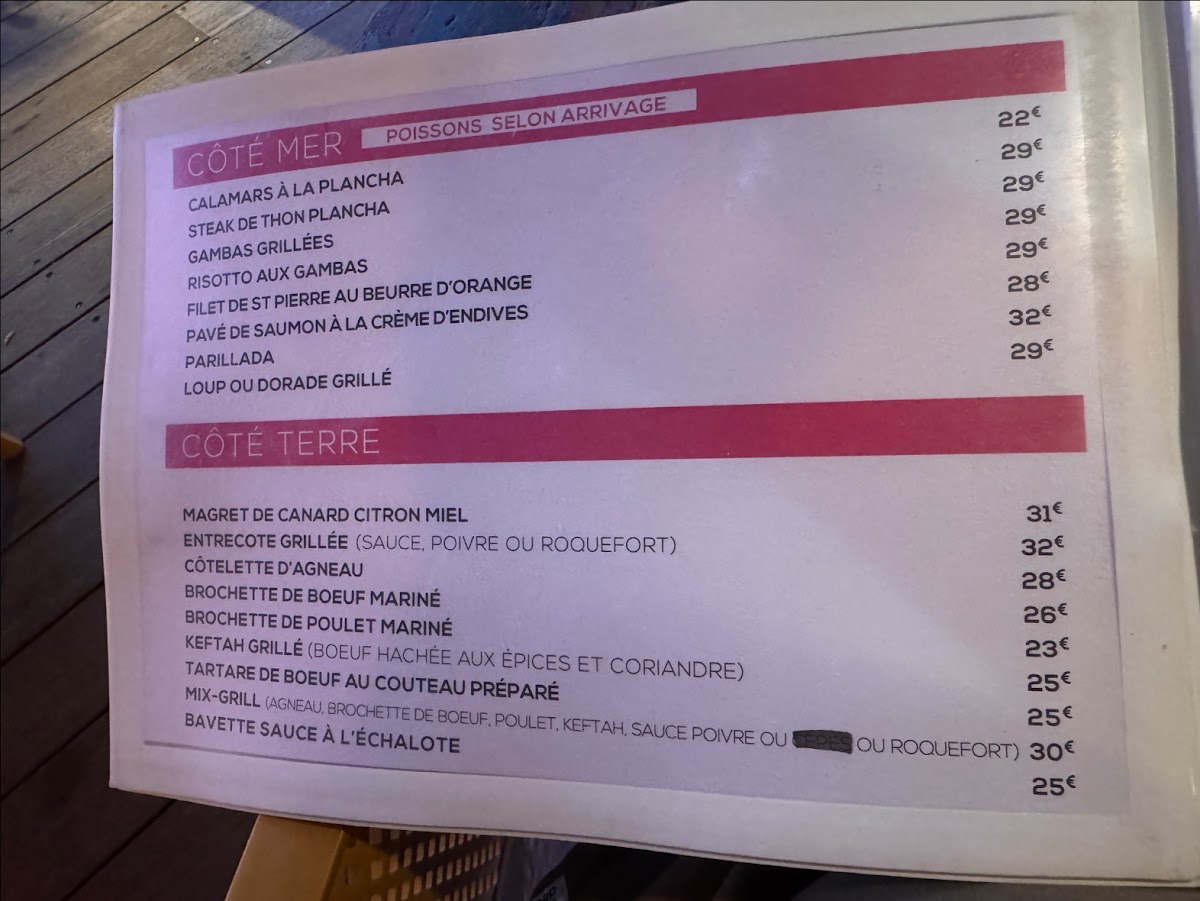 CÔTÉ MER POISSONS SELON ARRIVAGE
CALAMARS À LA PLANCHA 22€
STEAK DE THON PLANCHA 29€
GAMBAS GRILLÉES 29€
RISOTTO AUX GAMBAS 29€
FILET DE ST PIERRE AU BEURRE D'ORANGE 29€
PAVÉ DE SAUMON À LA CRÈME D'ENDIVES 28€
PARILLADA 32€
LOUP OU DORADE GRILLÉ 29€
CÔTÉ TERRE
MAGRET DE CANARD CITRON MIEL 31€
ENTRECOTE GRILLÉE (SAUCE, POIVRE OU ROQUEFORT) 32€
CÔTELETTE D'AGNEAU 28€
BROCHETTE DE BOEUF MARINÉ 26€
BROCHETTE DE POULET MARINÉ 23€
KEFTAH GRILLÉ (BOEUF HACHÉE AUX ÉPICES ET CORIANDRE) 25€
TARTARE DE BOEUF AU COUTEAU PRÉPARÉ 25€
MIX-GRILL (AGNEAU, BROCHETTE DE BOEUF, POULET, KEFTAH, SAUCE POIVRE OU OU ROQUEFORT) 30€
BAVETTE SAUCE À L'ÉCHALOTE 25€